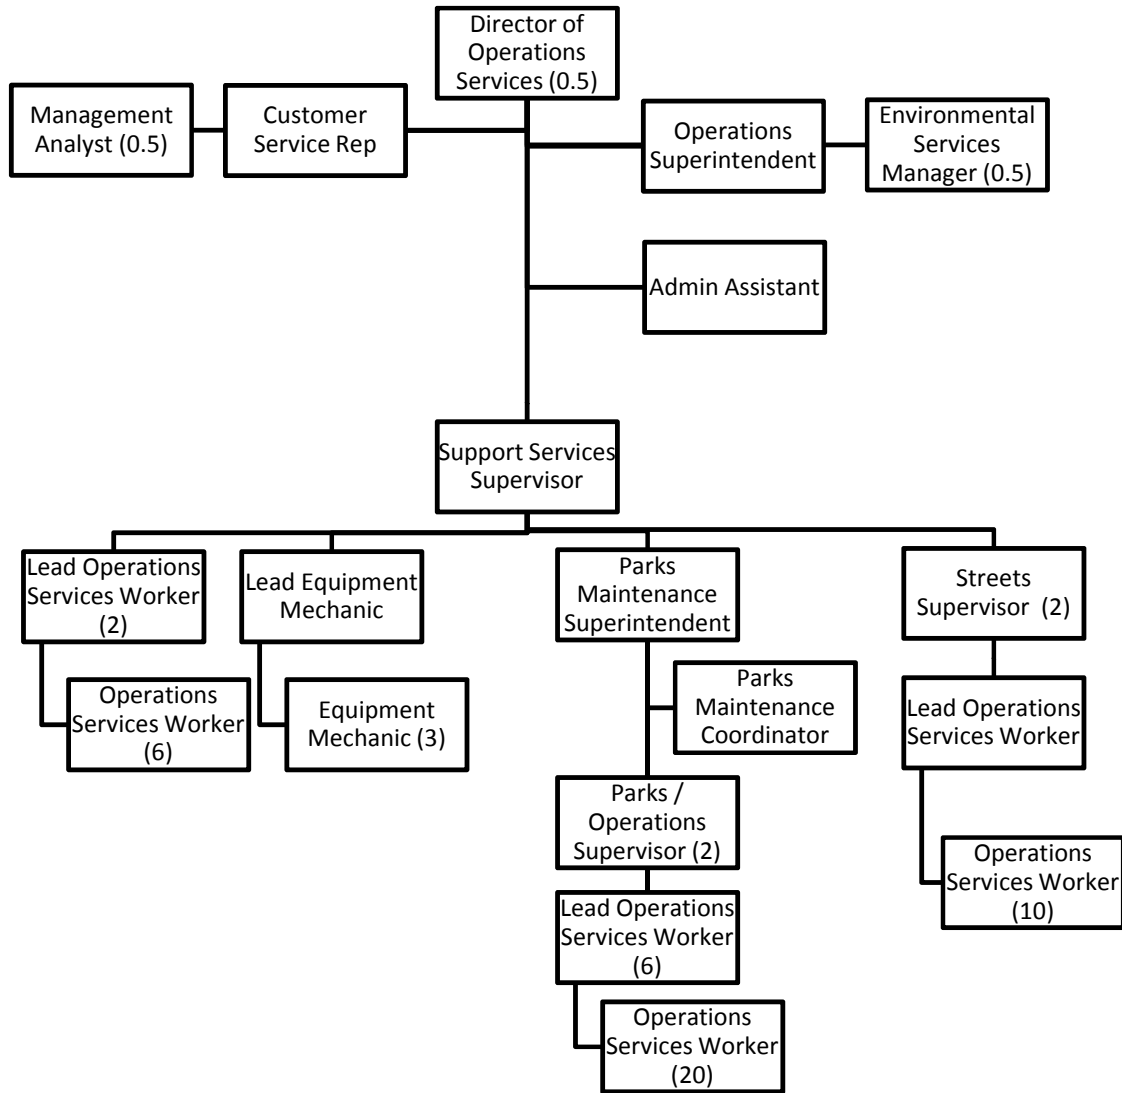 Director of
Operations
Services (0.5)
Management
Analyst (0.5)
Customer
Service Rep
Operations
Superintendent
Environmental
Services
Manager (0.5)
Admin Assistant
Support Services
Supervisor
Lead Operations
Services Worker
(2)
Lead Equipment
Mechanic
Parks
Maintenance
Superintendent
Streets
Supervisor (2)
Operations
Services Worker
(6)
Equipment
Mechanic (3)
Parks
Maintenance
Coordinator
Lead Operations
Services Worker
Parks /
Operations
Supervisor (2)
Operations
Services Worker
(10)
Lead Operations
Services Worker
(6)
Operations
Services Worker
(20)